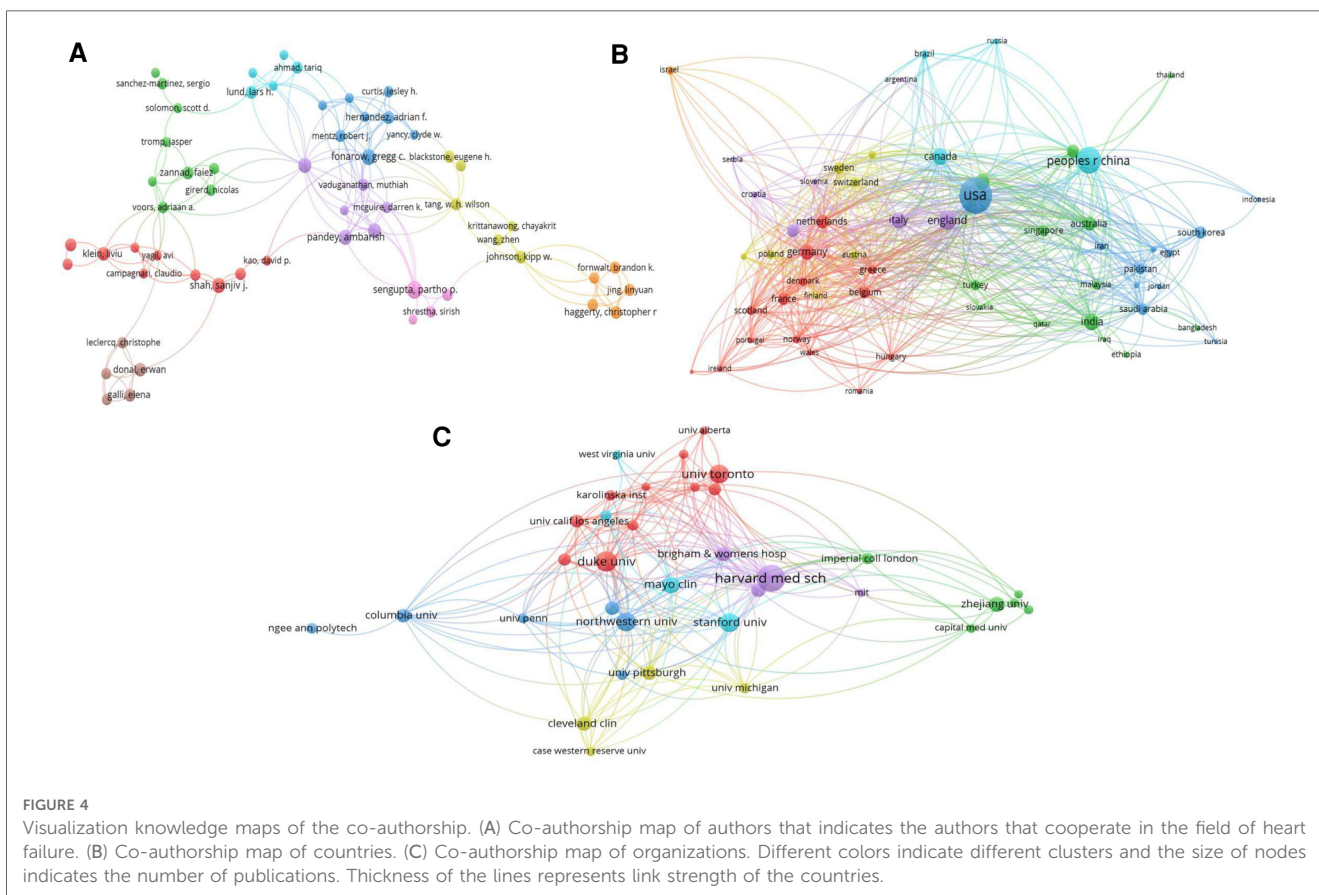 A
sanchez-martinez, sergio
ahmad, tariq
lund, lars h.
solomon, scott d.
curtis, lesley h.
hernandez, adrian f.
mentz, robert j.
yancy, clyde w.
tromp, jasper
fonarow, gregg c.
blackstone, eugene h.
zannad, faiez
girerd, nicolas
vaduganathan, muthiah
voors, adriaan a.
mcguire, darren k.
tang, w. h. wilson
krittanawong, chayakrit
pandey, ambarish
wang, zhen
klein, liviu
yagil, avi
kao, david p.
johnson, kipp w.
campagnari, claudio
fornwalt, brandon k.
shah, sanjiv j.
sengupta, partho p.
jing, linyuan
shrestha, sirish
haggerty, christopher r
leclercq, christophe
donal, erwan
galli, elena
B
russia
brazil
israel
argentina
thailand
canada
peoples r china
serbia
sweden
slovenia
switzerland
croatia
usa
indonesia
netherlands
italy
england
australia
singapore
south korea
germany
poland
austria
iran
egypt
greece
pakistan
denmark
finland
belgium
turkey
malaysia
jordan
france
scotland
slovakia
saudi arabia
qatar
india
bangladesh
portugal
norway
wales
hungary
iraq
tunisia
ethiopia
ireland
romania
C
univ alberta
west virginia univ
univ toronto
karolinska inst
univ calif los angeles
duke univ
brigham & womens hosp
imperial coll london
mayo clin
harvard med sch
mit
zhejiang univ
columbia univ
univ penn
northwestern univ
stanford univ
ngee ann polytech
capital med univ
univ pittsburgh
univ michigan
cleveland clin
case western reserve univ
FIGURE 4
Visualization knowledge maps of the co-authorship. (A) Co-authorship map of authors that indicates the authors that cooperate in the field of heart
failure. (B) Co-authorship map of countries. (C) Co-authorship map of organizations. Different colors indicate different clusters and the size of nodes
indicates the number of publications. Thickness of the lines represents link strength of the countries.